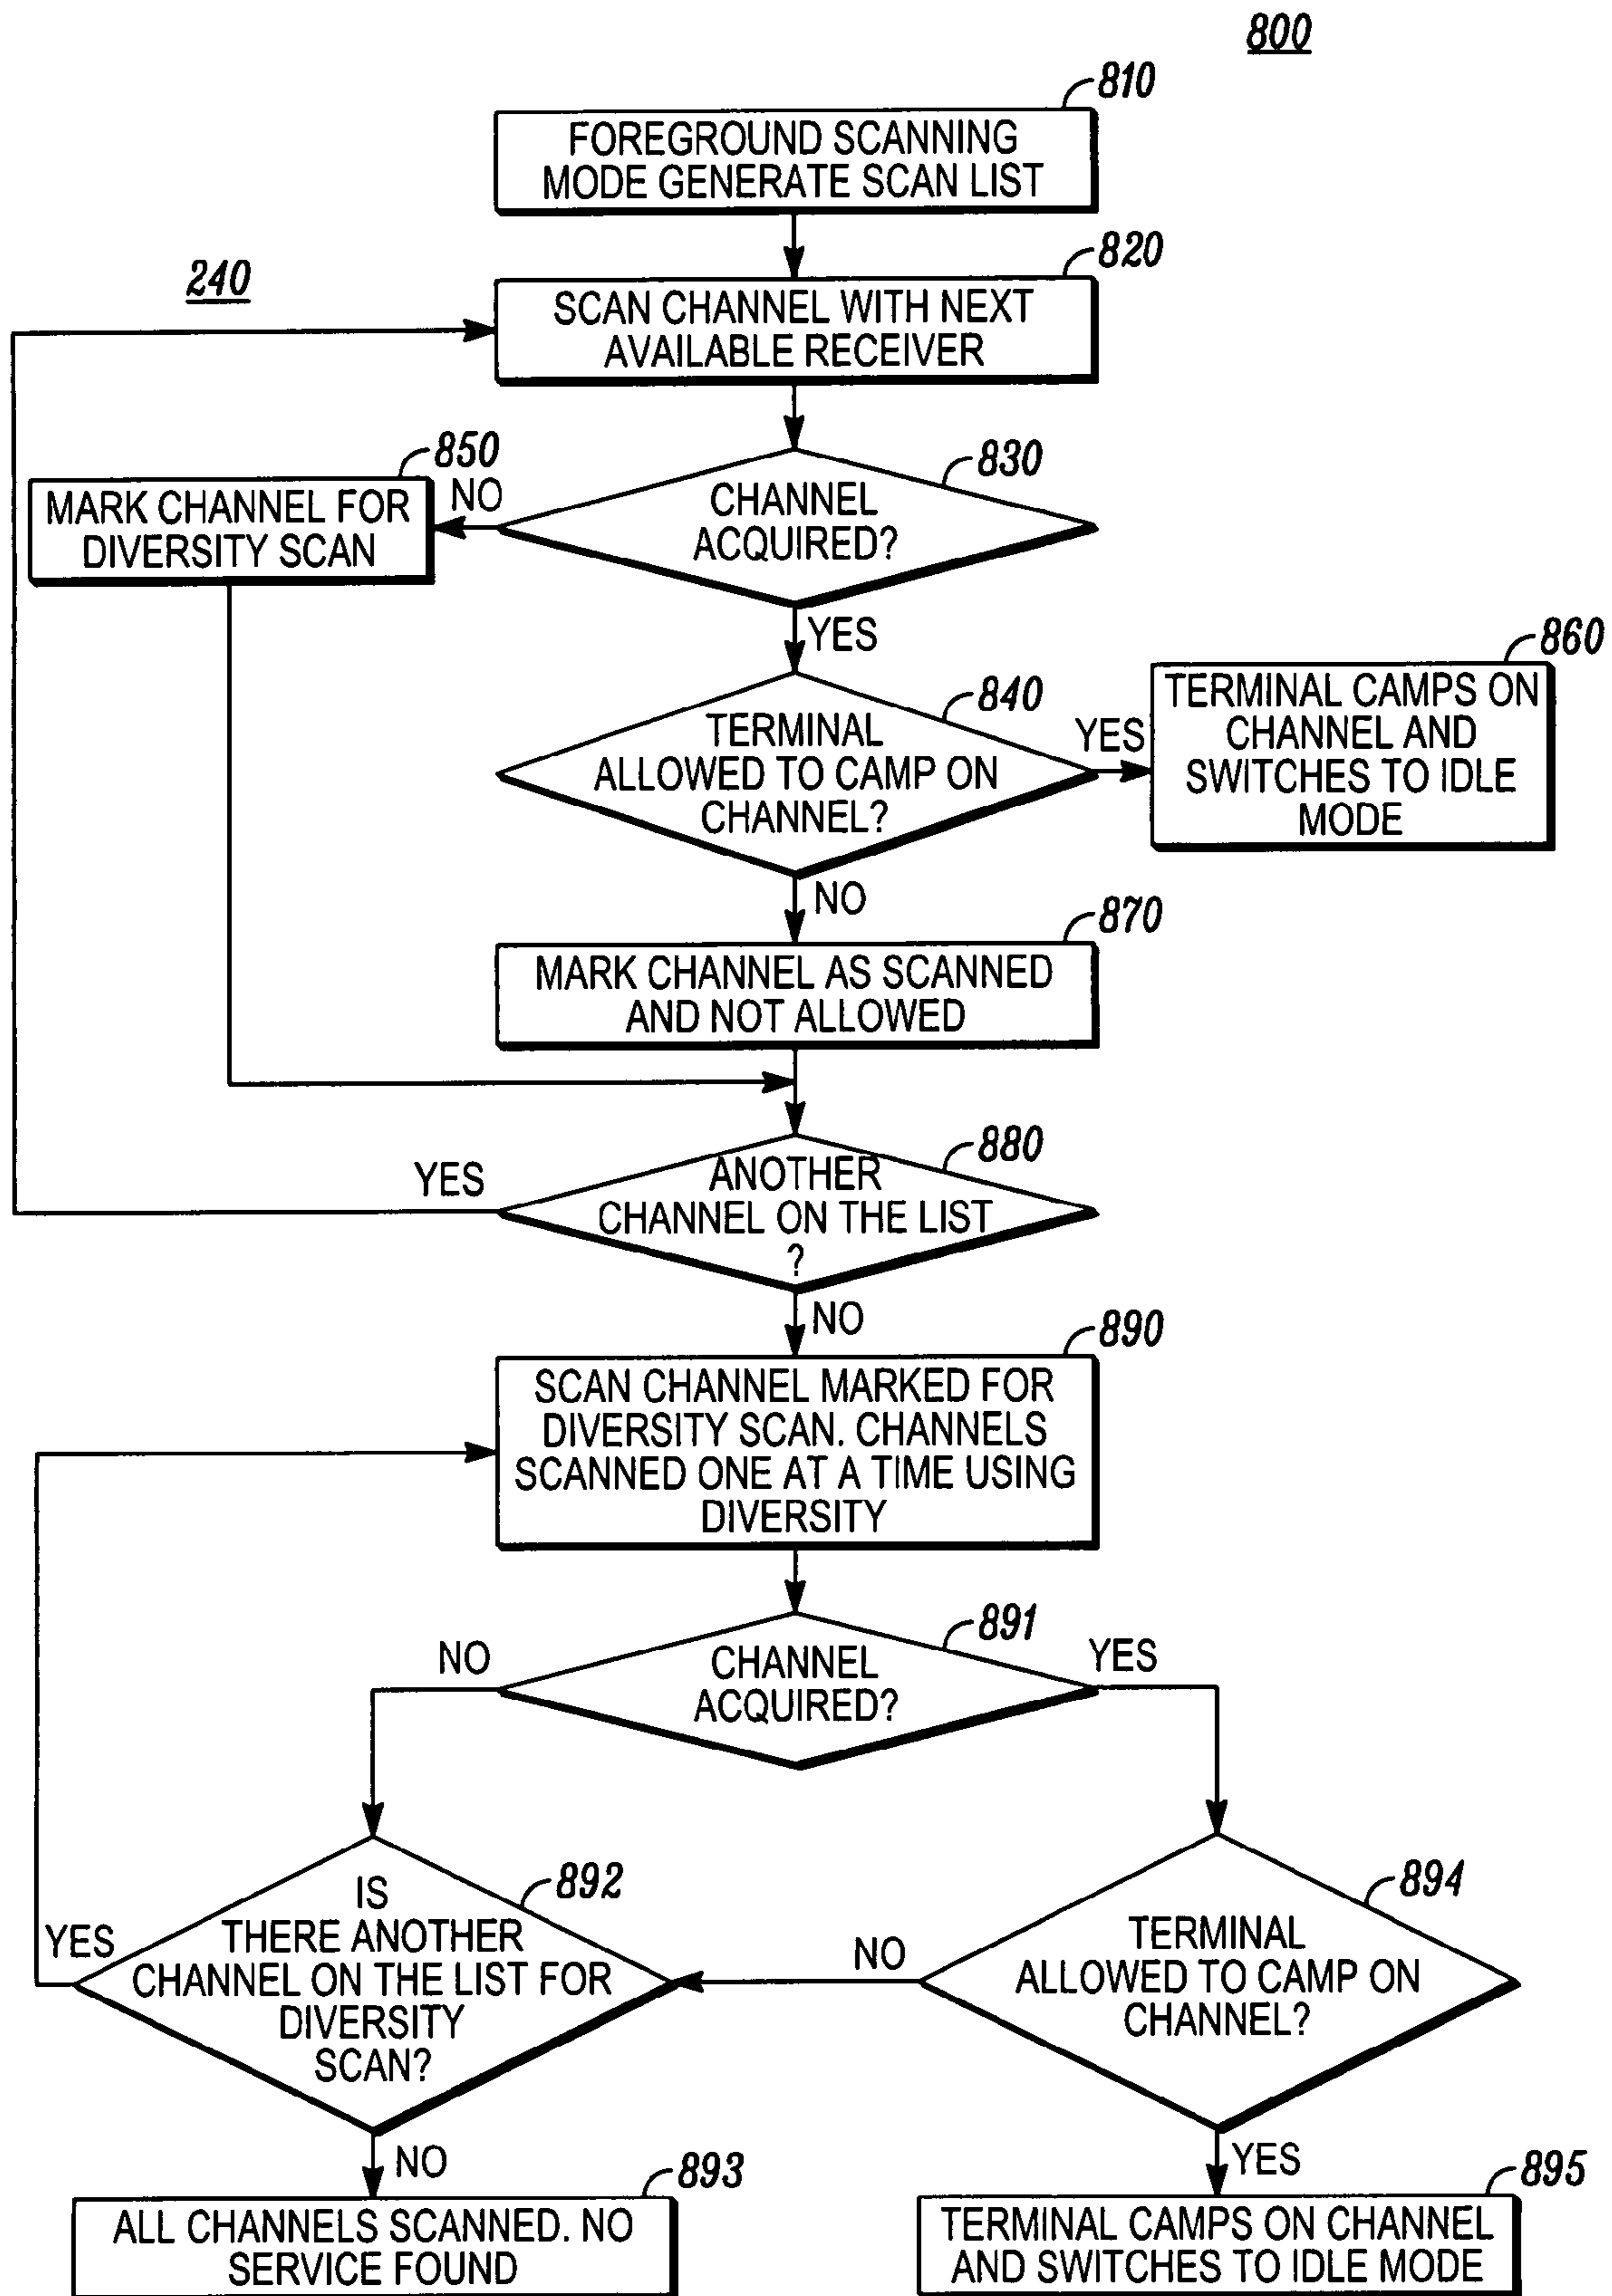 800
810
FOREGROUND SCANNING
MODE GENERATE SCAN LIST
820
240
SCAN CHANNEL WITH NEXT
AVAILABLE RECEIVER
850
830
MARK CHANNEL FOR
DIVERSITY SCAN
NO
CHANNEL
ACQUIRED?
YES
860
840
TERMINAL
ALLOWED TO CAMP ON
CHANNEL?
YES
TERMINAL CAMPS ON
CHANNEL AND
SWITCHES TO IDLE
MODE
NO
870
MARK CHANNEL AS SCANNED
AND NOT ALLOWED
880
YES
ANOTHER
CHANNEL ON THE LIST
?
NO
890
SCAN CHANNEL MARKED FOR
DIVERSITY SCAN. CHANNELS
SCANNED ONE AT A TIME USING
DIVERSITY
891
NO
CHANNEL
ACQUIRED?
YES
892
894
YES
IS
THERE ANOTHER
CHANNEL ON THE LIST FOR
DIVERSITY
SCAN?
NO
TERMINAL
ALLOWED TO CAMP ON
CHANNEL?
NO
893
YES
895
ALL CHANNELS SCANNED. NO
SERVICE FOUND
TERMINAL CAMPS ON CHANNEL
AND SWITCHES TO IDLE MODE